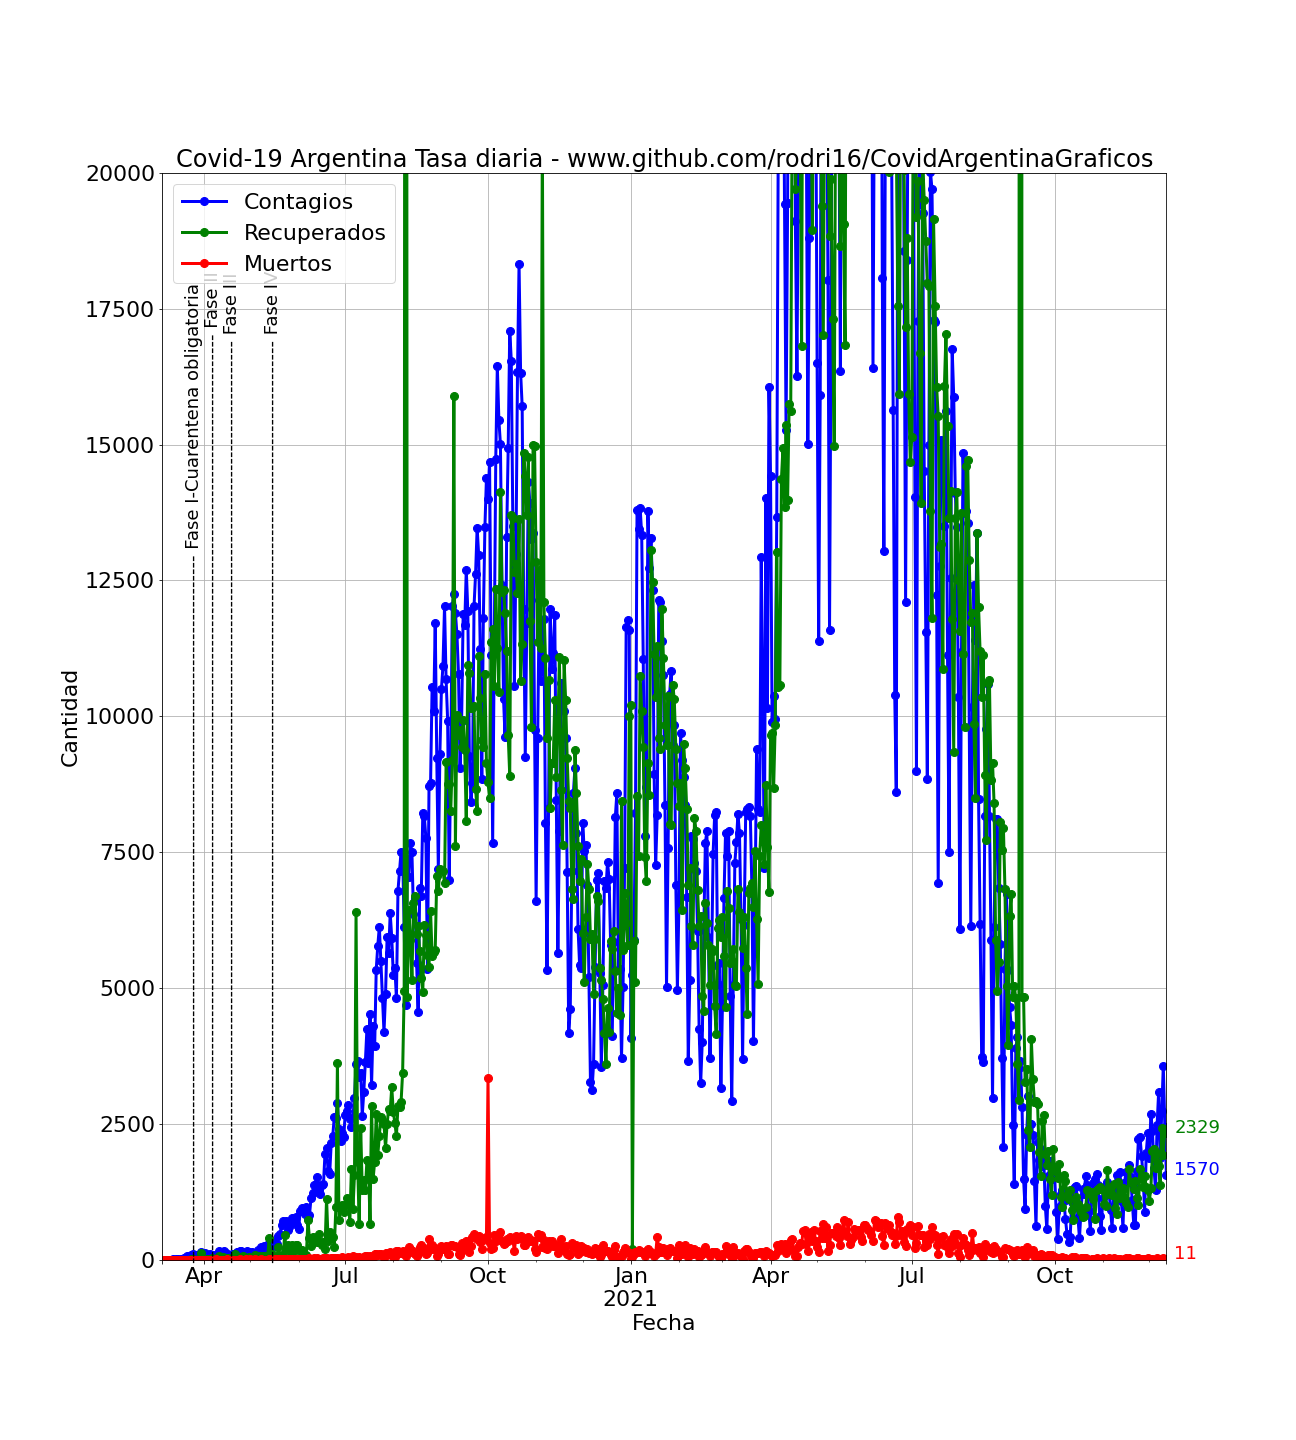 Covid-19 Argentina Tasa diaria - www.github.com/rodri16/CovidArgentinaGraficos
20000
17500
15000
12500
10000
7500
5000
2500
0
Cantidad
Contagios
Recuperados
Muertos
Fase I-Cuarentena obligatoria
Fase II
Fase III
Fase IV
2329
1570
11
Apr
Jul
Oct
Jan
2021
Apr
Jul
Oct
Fecha